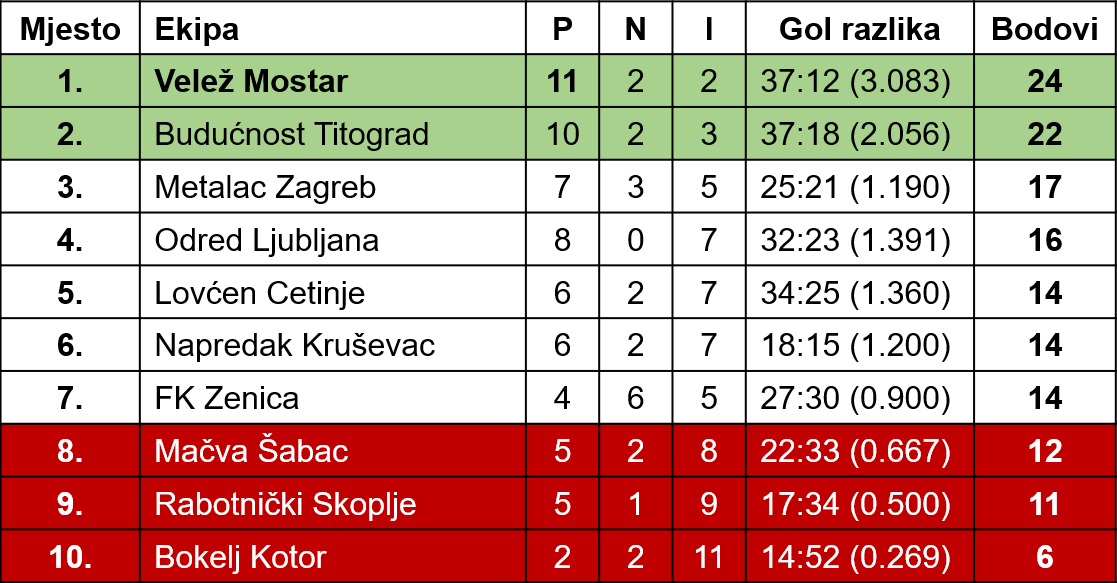 Mjesto Ekipa P N I Gol razlika Bodovi
1. Velež Mostar 11 2 2 37:12 (3.083) 24
2. Budućnost Titograd 10 2 3 37:18 (2.056) 22
3. Metalac Zagreb 7 3 5 25:21 (1.190) 17
4. Odred Ljubljana 8 0 7 32:23 (1.391) 16
5. Lovćen Cetinje 6 2 7 34:25 (1.360) 14
6. Napredak Kruševac 6 2 7 18:15 (1.200) 14
7. FK Zenica 4 6 5 27:30 (0.900) 14
8. Mačva Šabac 5 2 8 22:33 (0.667) 12
9. Rabotnički Skoplje 5 1 9 17:34 (0.500) 11
10. Bokelj Kotor 2 2 11 14:52 (0.269) 6